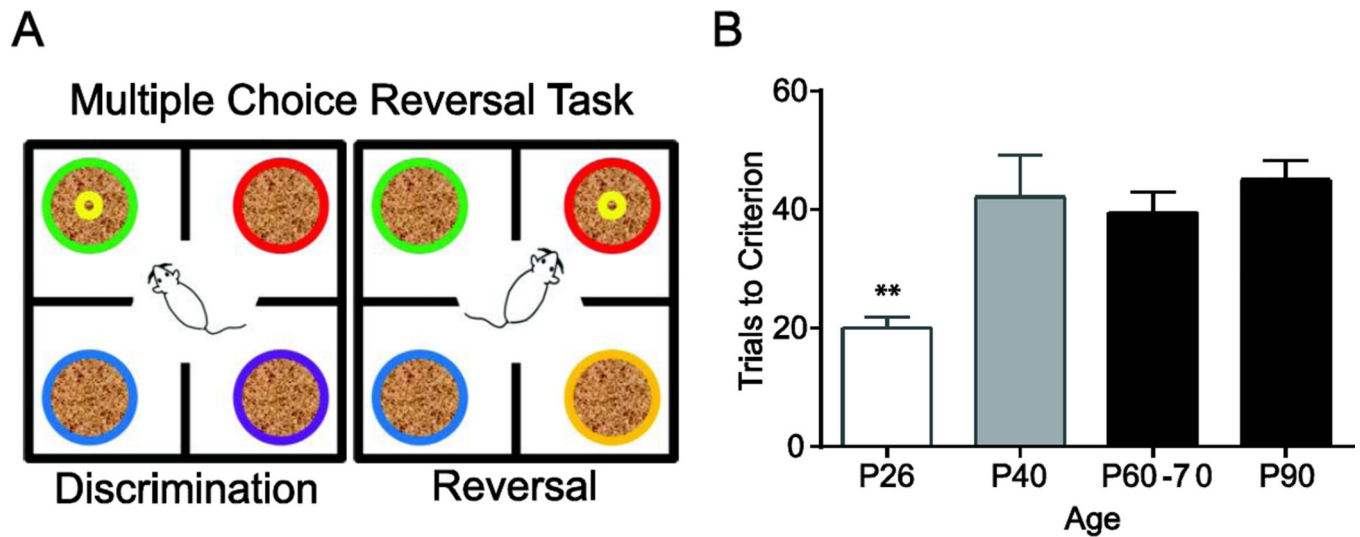 A
Multiple Choice Reversal Task
Discrimination
Reversal
B
Trials to Criterion
60
40
20
0
**
P26
P40
P60-70
P90
Age